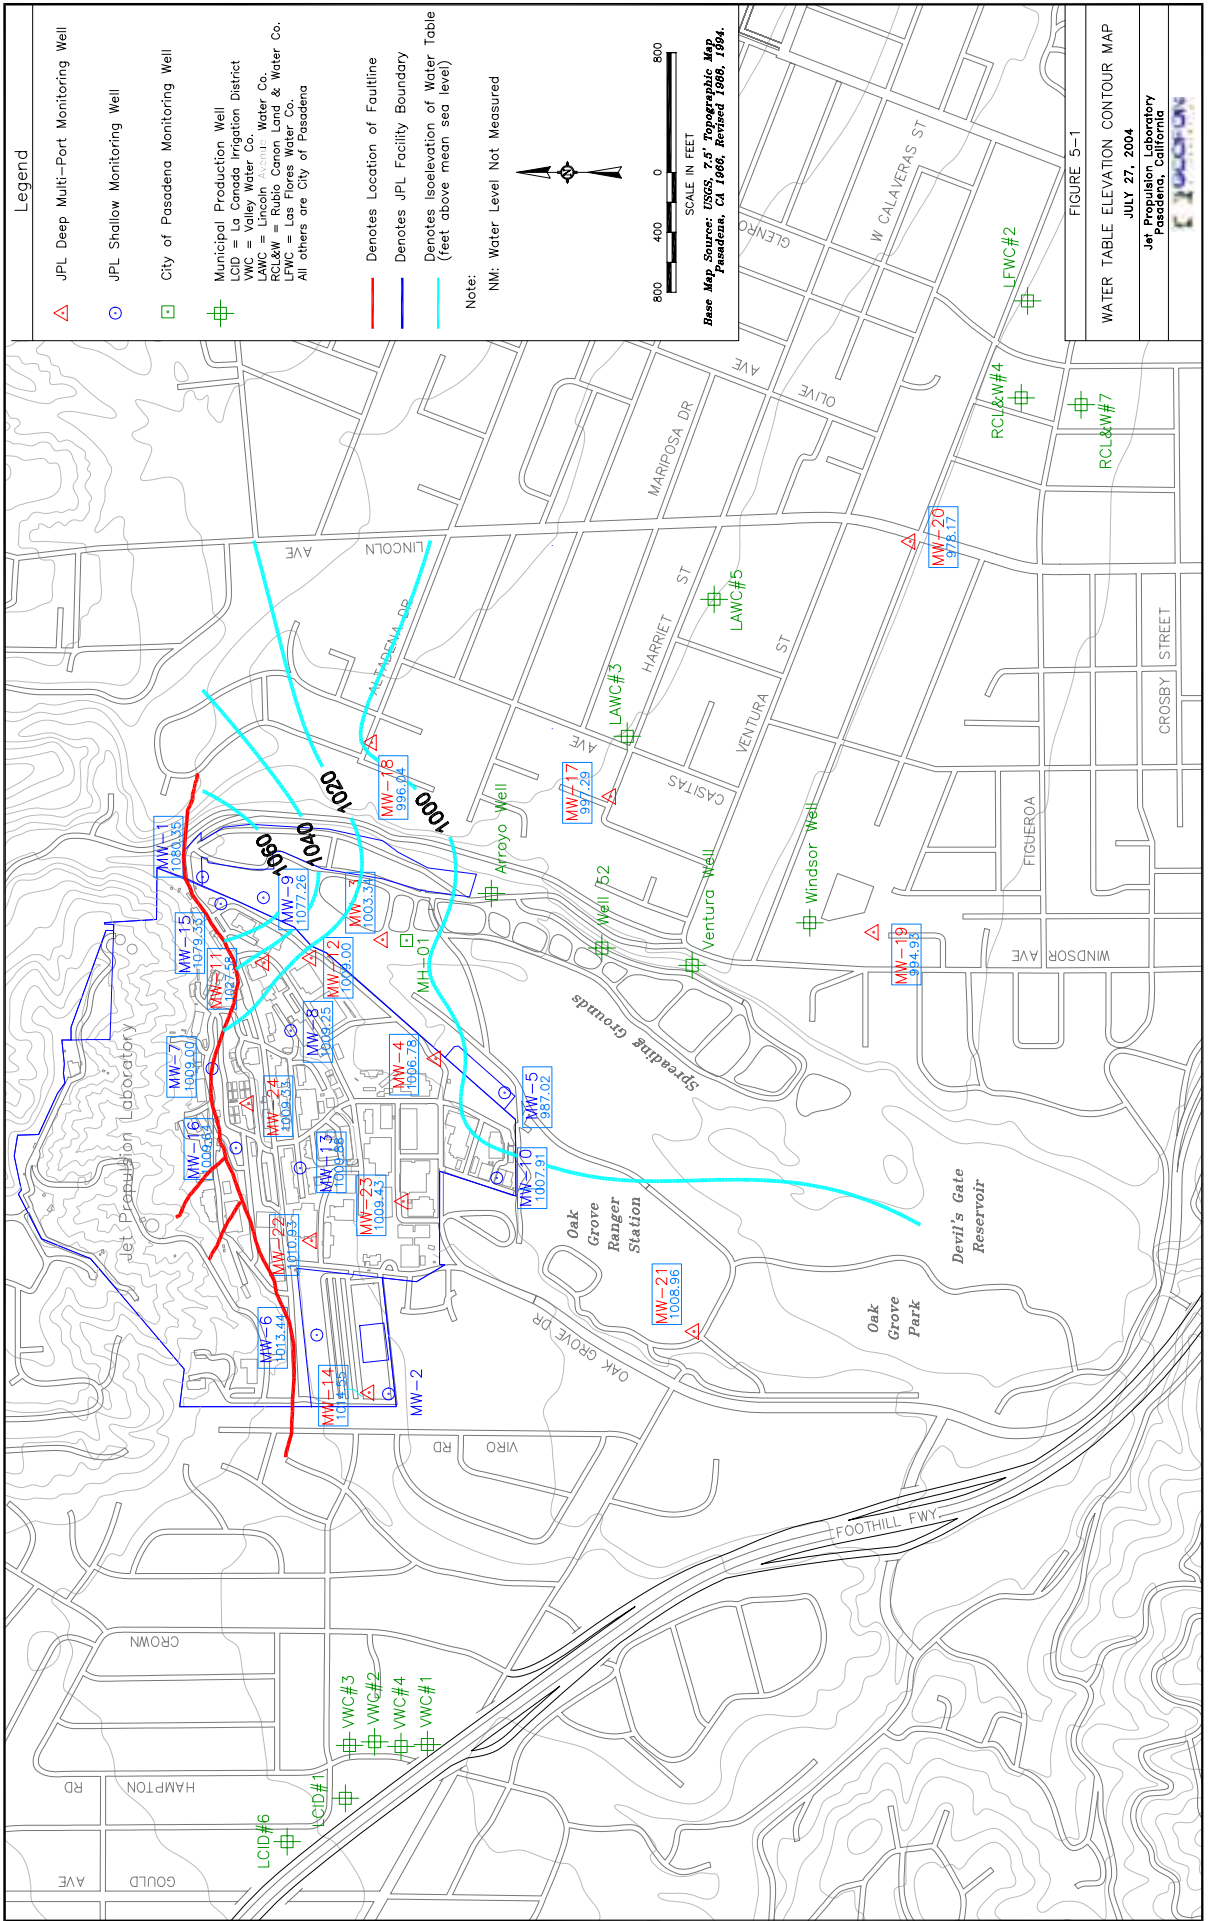 Legend
JPL Deep Multi-Port Monitoring Well
JPL Shallow Monitoring Well
City of Pasadena Monitoring Well
Municipal Production Well
LCID = La Canada Irrigation District
VWC = Valley Water Co.
LAWC = Lincoln Avenue Water Co.
RCL&W = Rubio Canon Land & Water Co.
LFWC = Las Flores Water Co.
All others are City of Pasadena
Denotes Location of Faultline
Denotes JPL Facility Boundary
Denotes Isoelevation of Water Table
(feet above mean sea level)
Note:
NM: Water Level Not Measured
N
800
400
0
800
SCALE IN FEET
Base Map Source: USGS, 7.5' Topographic Map
Pasadena, CA 1966, Revised 1988, 1994.
FIGURE 5-1
WATER TABLE ELEVATION CONTOUR MAP
JULY 27, 2004
Jet Propulsion Laboratory
Pasadena, California
GOULD
AVE
HAMPTON
RD
CROWN
LCID#6
LCID#1
VWC#3
VWC#2
VWC#4
VWC#1
FOOTHILL FWY
VIRO
RD
OAK GROVE DR
Jet Propulsion Laboratory
MW-14
1014.55
MW-2
MW-6
1013.44
MW-22
1010.93
MW-23
1009.43
MW-16
1009.64
MW-13
1009.88
MW-24
1009.33
MW-7
1009.00
MW-8
1009.25
MW-4
1006.78
MW-10
1007.91
MW-5
987.02
MW-21
1008.96
MW-11
1027.58
MW-15
1079.33
MW-12
1009.00
MW-9
1077.26
MW-1
1080.35
MW
1003.34
MH-01
1060
1040
1020
1000
MW-18
996.04
MW-17
997.29
MW-19
994.93
MW-20
978.17
Oak
Grove
Ranger
Station
Devil's Gate
Reservoir
Oak
Grove
Park
Spreading Grounds
Arroyo Well
Well 52
Ventura Well
Windsor Well
LAWC#3
LAWC#5
RCL&W#4
RCL&W#7
LFWC#2
LINCOLN
AVE
ALTADENA DR
MARIPOSA DR
HARRIET
ST
VENTURA
ST
CASITAS
AVE
OLIVE
AVE
W CALAVERAS ST
WINDSOR AVE
FIGUEROA
CROSBY
STREET